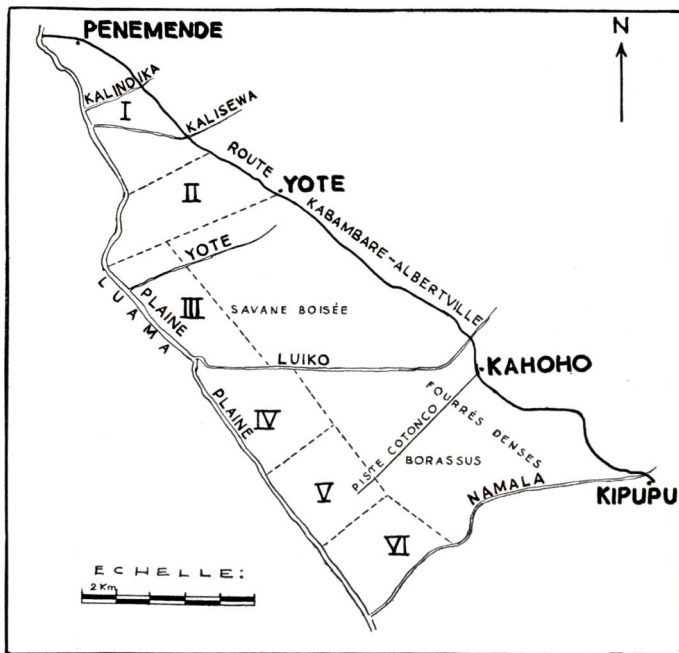 PENEMENDE
N
KALINDIKA
I
KALISEWA
ROUTE KABAMBARE-ALBERTVILLE
II
YOTE
YOTE
LUAMA
PLAINE
III
SAVANE BOISÉE
LUIKO
KAHOHO
PLAINE
IV
FOURRÉS DENSES
PISTE COTONCO
BORASSUS
V
NAMALA
KIPUPU
VI
ECHELLE:
2 Km